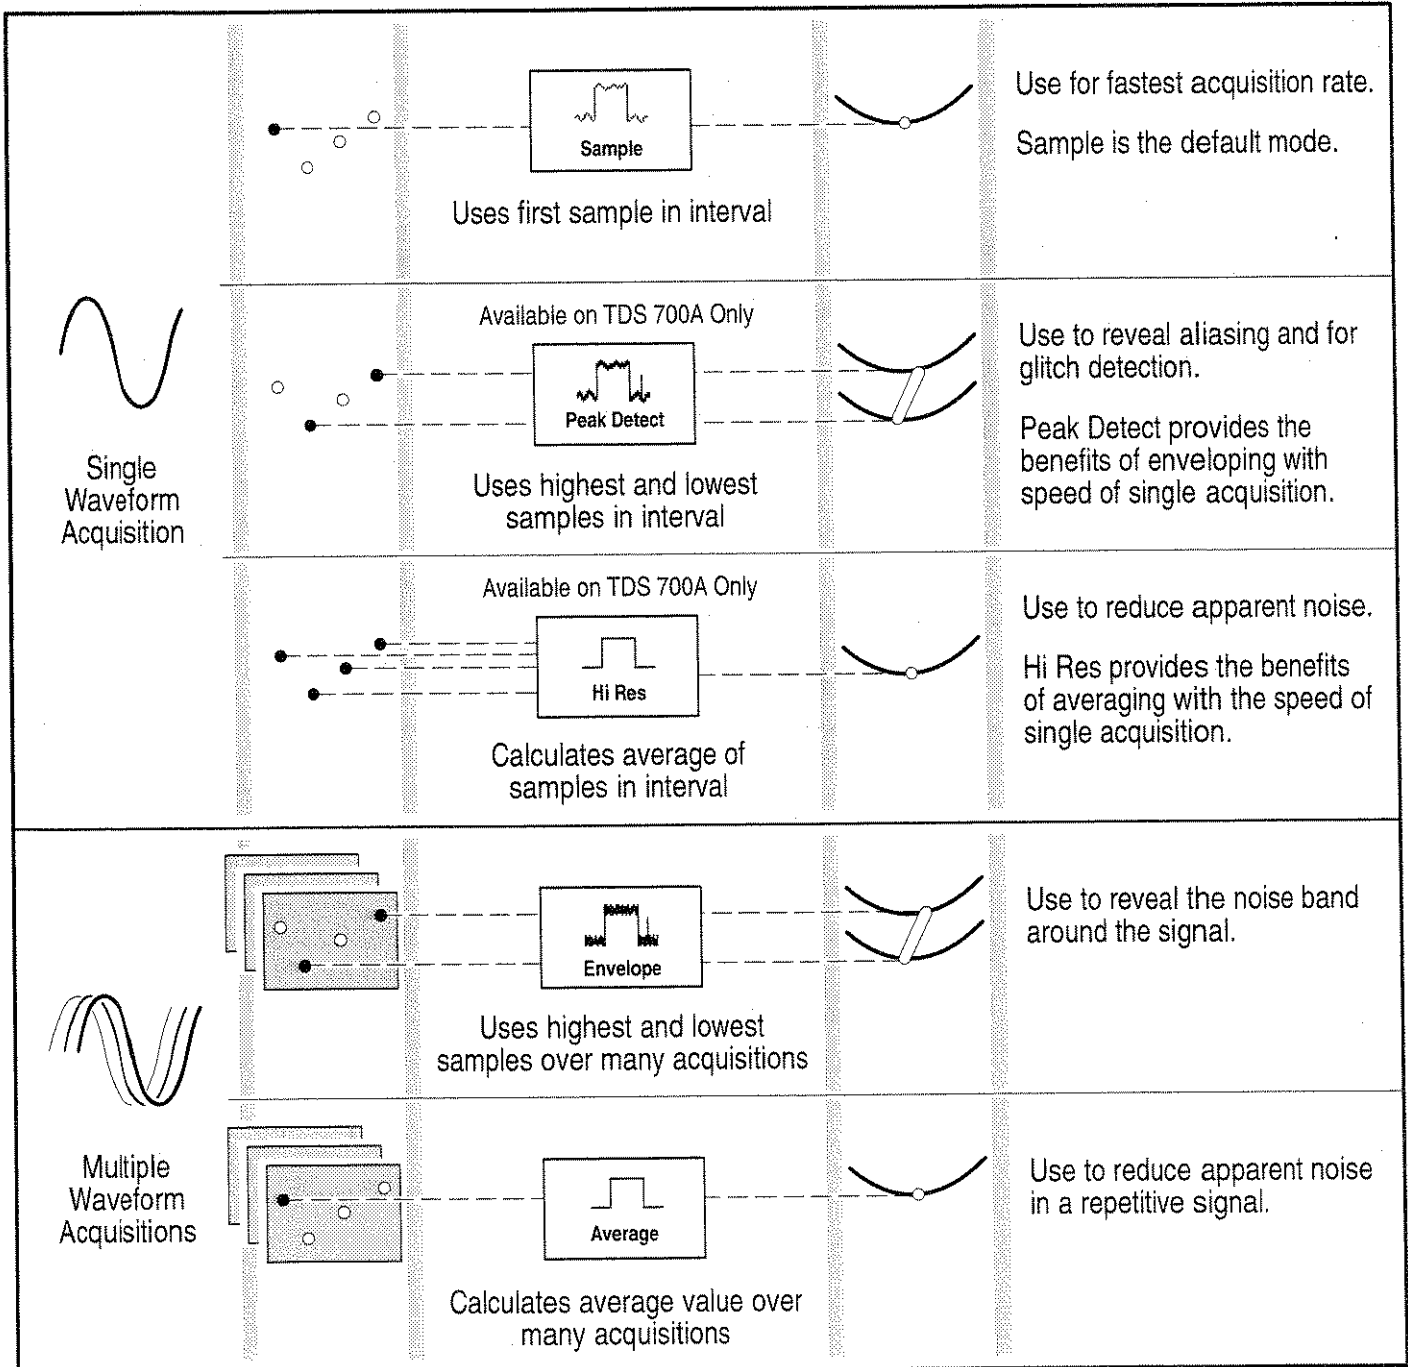 Single
Waveform
Acquisition
Sample
Uses first sample in interval
Use for fastest acquisition rate.
Sample is the default mode.
Available on TDS 700A Only
Peak Detect
Uses highest and lowest
samples in interval
Use to reveal aliasing and for
glitch detection.
Peak Detect provides the
benefits of enveloping with
speed of single acquisition.
Available on TDS 700A Only
Hi Res
Calculates average of
samples in interval
Use to reduce apparent noise.
Hi Res provides the benefits
of averaging with the speed of
single acquisition.
Multiple
Waveform
Acquisitions
Envelope
Uses highest and lowest
samples over many acquisitions
Use to reveal the noise band
around the signal.
Average
Calculates average value over
many acquisitions
Use to reduce apparent noise
in a repetitive signal.